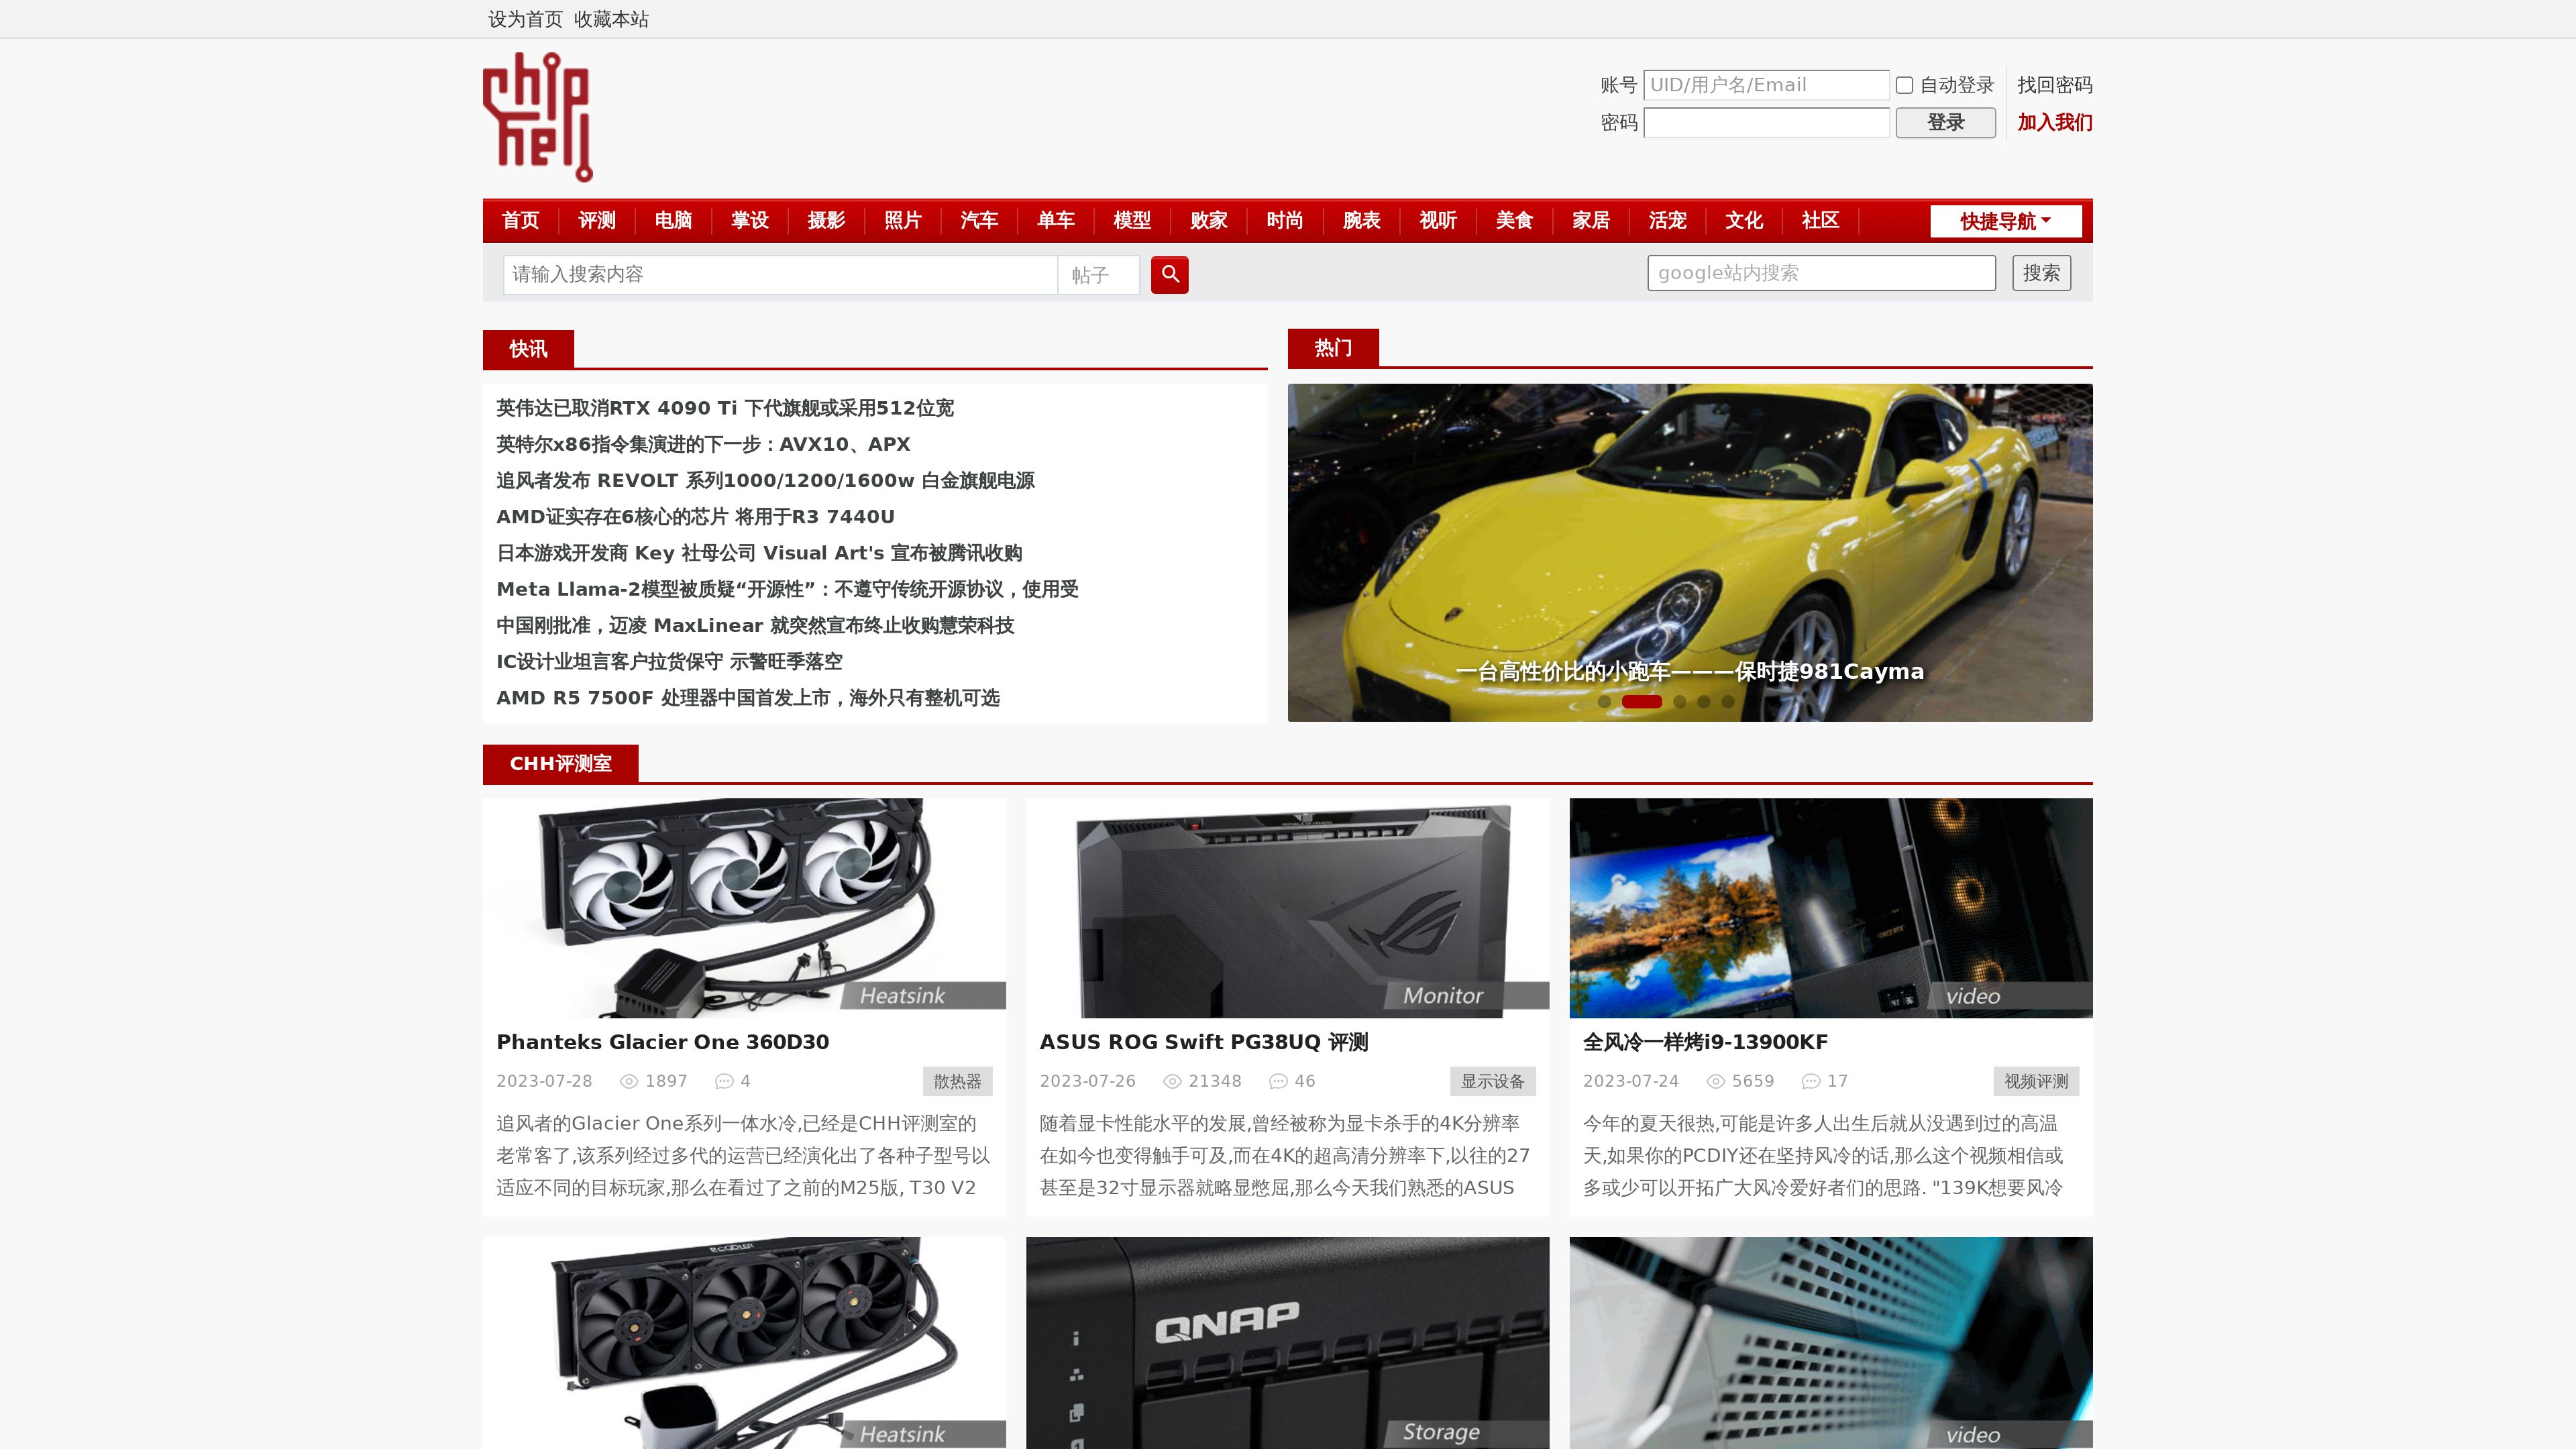 设为首页 收藏本站
chip hell
账号 UID/用户名/Email 自动登录 找回密码
密码 登录 加入我们
首页 评测 电脑 掌设 摄影 照片 汽车 单车 模型 败家 时尚 腕表 视听 美食 家居 活宠 文化 社区 快捷导航
请输入搜索内容 帖子 google站内搜索 搜索
快讯
英伟达已取消RTX 4090 Ti 下代旗舰或采用512位宽
英特尔x86指令集演进的下一步：AVX10、APX
追风者发布 REVOLT 系列1000/1200/1600w 白金旗舰电源
AMD证实存在6核心的芯片 将用于R3 7440U
日本游戏开发商 Key 社母公司 Visual Art's 宣布被腾讯收购
Meta Llama-2模型被质疑“开源性”：不遵守传统开源协议，使用受
中国刚批准，迈凌 MaxLinear 就突然宣布终止收购慧荣科技
IC设计业坦言客户拉货保守 示警旺季落空
AMD R5 7500F 处理器中国首发上市，海外只有整机可选
热门
一台高性价比的小跑车———保时捷981Cayma
CHH评测室
Heatsink
Phanteks Glacier One 360D30
2023-07-28 1897 4 散热器
追风者的Glacier One系列一体水冷,已经是CHH评测室的
老常客了,该系列经过多代的运营已经演化出了各种子型号以
适应不同的目标玩家,那么在看过了之前的M25版, T30 V2
Monitor
ASUS ROG Swift PG38UQ 评测
2023-07-26 21348 46 显示设备
随着显卡性能水平的发展,曾经被称为显卡杀手的4K分辨率
在如今也变得触手可及,而在4K的超高清分辨率下,以往的27
甚至是32寸显示器就略显憋屈,那么今天我们熟悉的ASUS
video
全风冷一样烤i9-13900KF
2023-07-24 5659 17 视频评测
今年的夏天很热,可能是许多人出生后就从没遇到过的高温
天,如果你的PCDIY还在坚持风冷的话,那么这个视频相信或
多或少可以开拓广大风冷爱好者们的思路. "139K想要风冷
PCCOOLER
Heatsink
QNAP
Storage
video